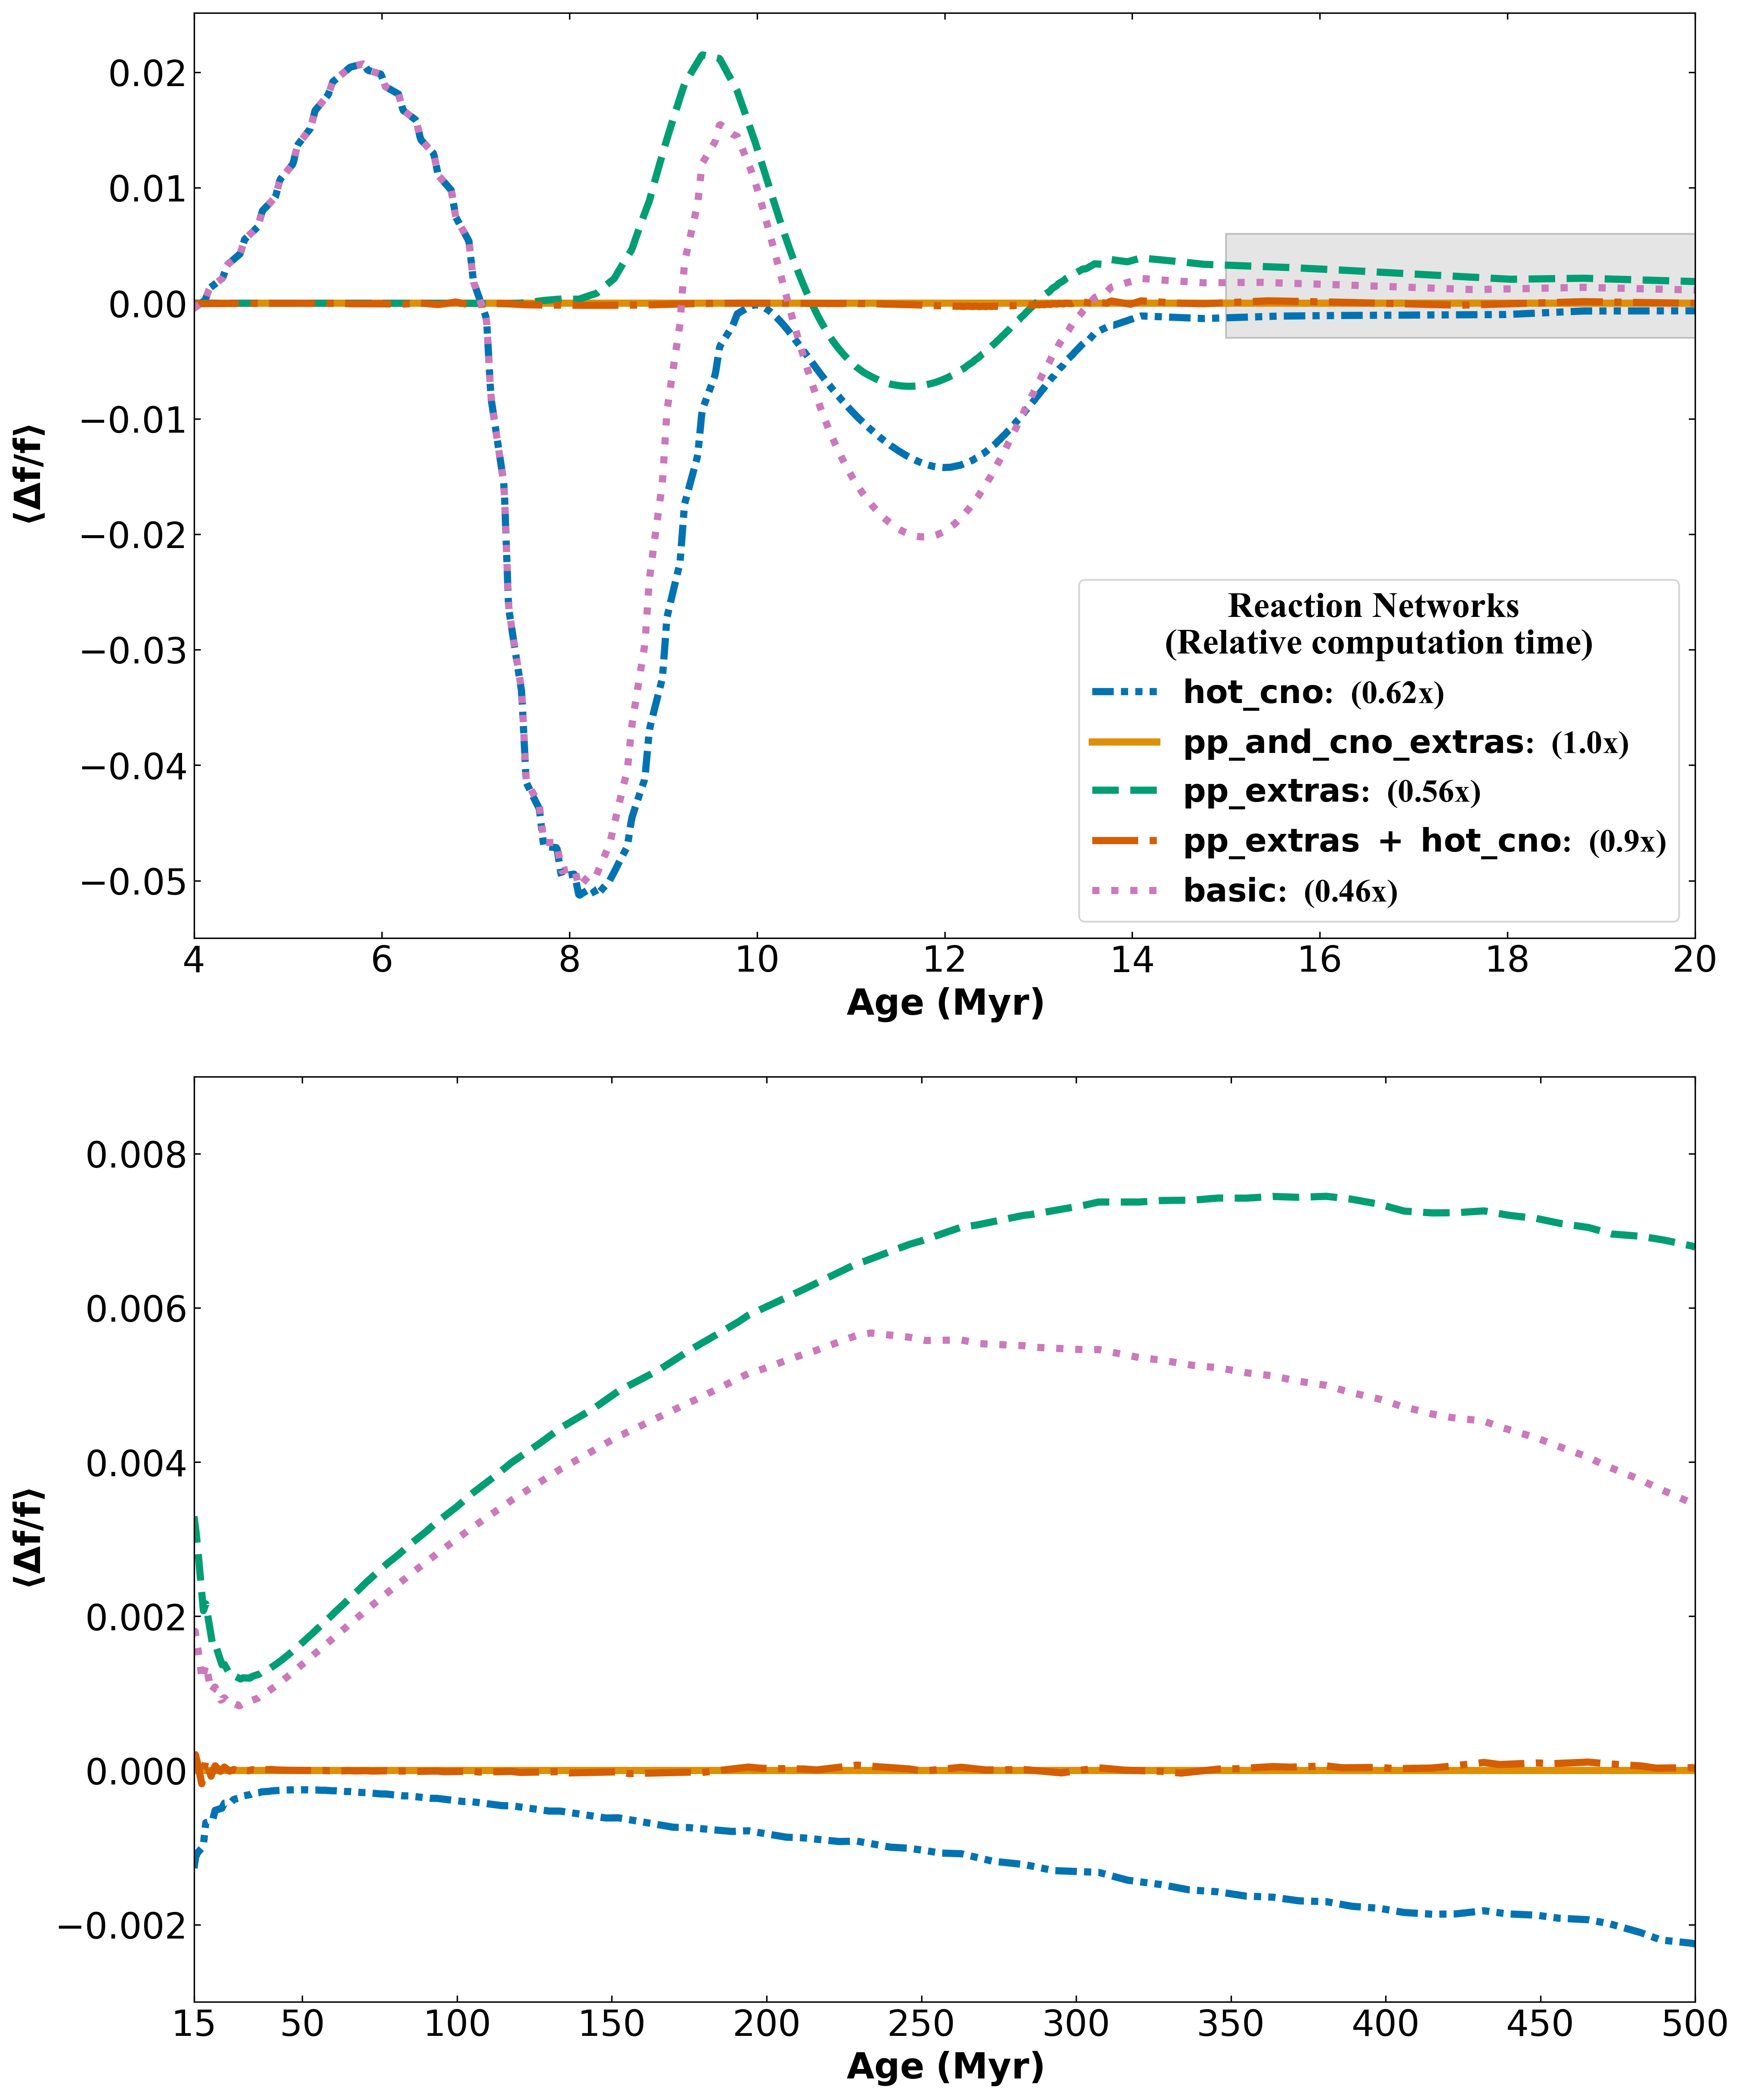 0.02
0.01
0.00
−0.01
−0.02
−0.03
−0.04
−0.05
⟨Δf/f⟩
Reaction Networks
(Relative computation time)
hot_cno: (0.62x)
pp_and_cno_extras: (1.0x)
pp_extras: (0.56x)
pp_extras + hot_cno: (0.9x)
basic: (0.46x)
4 6 8 10 12 14 16 18 20
Age (Myr)
0.008
0.006
0.004
0.002
0.000
−0.002
⟨Δf/f⟩
15 50 100 150 200 250 300 350 400 450 500
Age (Myr)